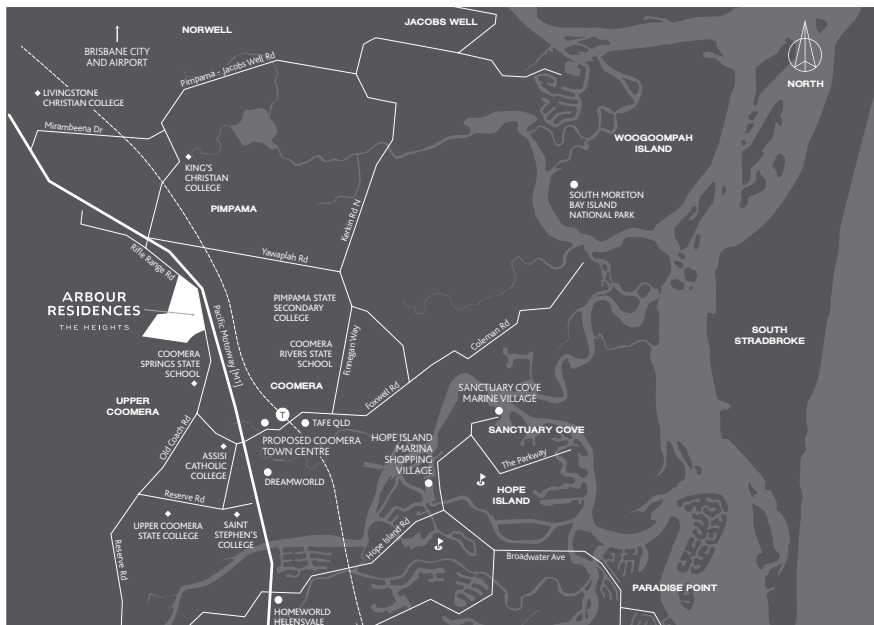 JACOBS WELL
NORWELL
BRISBANE CITY
AND AIRPORT
Pimpama - Jacobs Well Rd
NORTH
LIVINGSTONE
CHRISTIAN COLLEGE
Mirambeena Dr
WOOGOOMPAH
ISLAND
KING'S
CHRISTIAN
COLLEGE
SOUTH MORETON
BAY ISLAND
NATIONAL PARK
PIMPAMA
Kerkin Rd N
Rifle Range Rd
Yawaplah Rd
ARBOUR
RESIDENCES
THE HEIGHTS
Pacific Motorway [M1]
PIMPAMA STATE
SECONDARY
COLLEGE
SOUTH
STRADBROKE
Finnegan Way
Coleman Rd
COOMERA
RIVERS STATE
SCHOOL
COOMERA
SPRINGS STATE
SCHOOL
COOMERA
Foxwell Rd
SANCTUARY COVE
MARINE VILLAGE
UPPER
COOMERA
T
TAFE QLD
SANCTUARY COVE
Old Coach Rd
PROPOSED COOMERA
TOWN CENTRE
HOPE ISLAND
MARINA
SHOPPING
VILLAGE
ASSISI
CATHOLIC
COLLEGE
The Parkway
DREAMWORLD
HOPE
ISLAND
Reserve Rd
UPPER COOMERA
STATE COLLEGE
SAINT
STEPHEN'S
COLLEGE
Hope Island Rd
Reserve Rd
Broadwater Ave
PARADISE POINT
HOMEWORLD
HELENSVALE